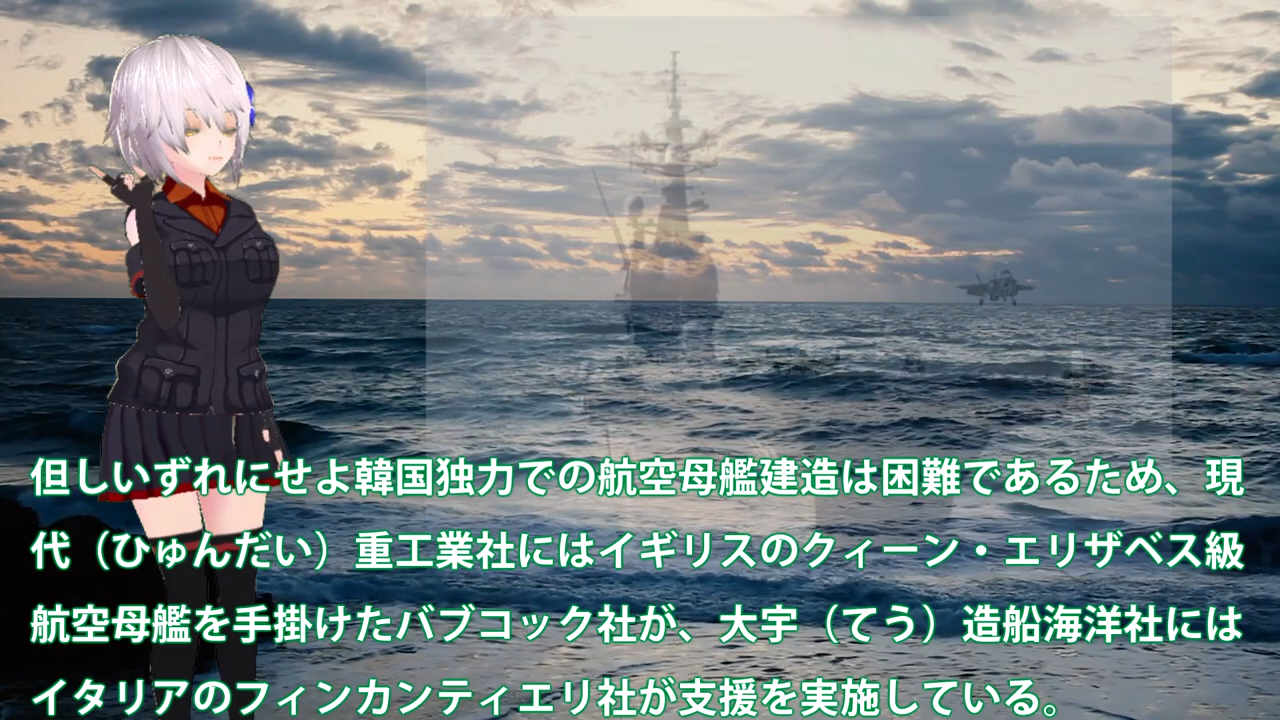 但しいずれにせよ韓国独力での航空母艦建造は困難であるため、現
代（ひゅんだい）重工業社にはイギリスのクィーン・エリザベス級
航空母艦を手掛けたバブコック社が、大宇（てう）造船海洋社には
イタリアのフィンカンティエリ社が支援を実施している。